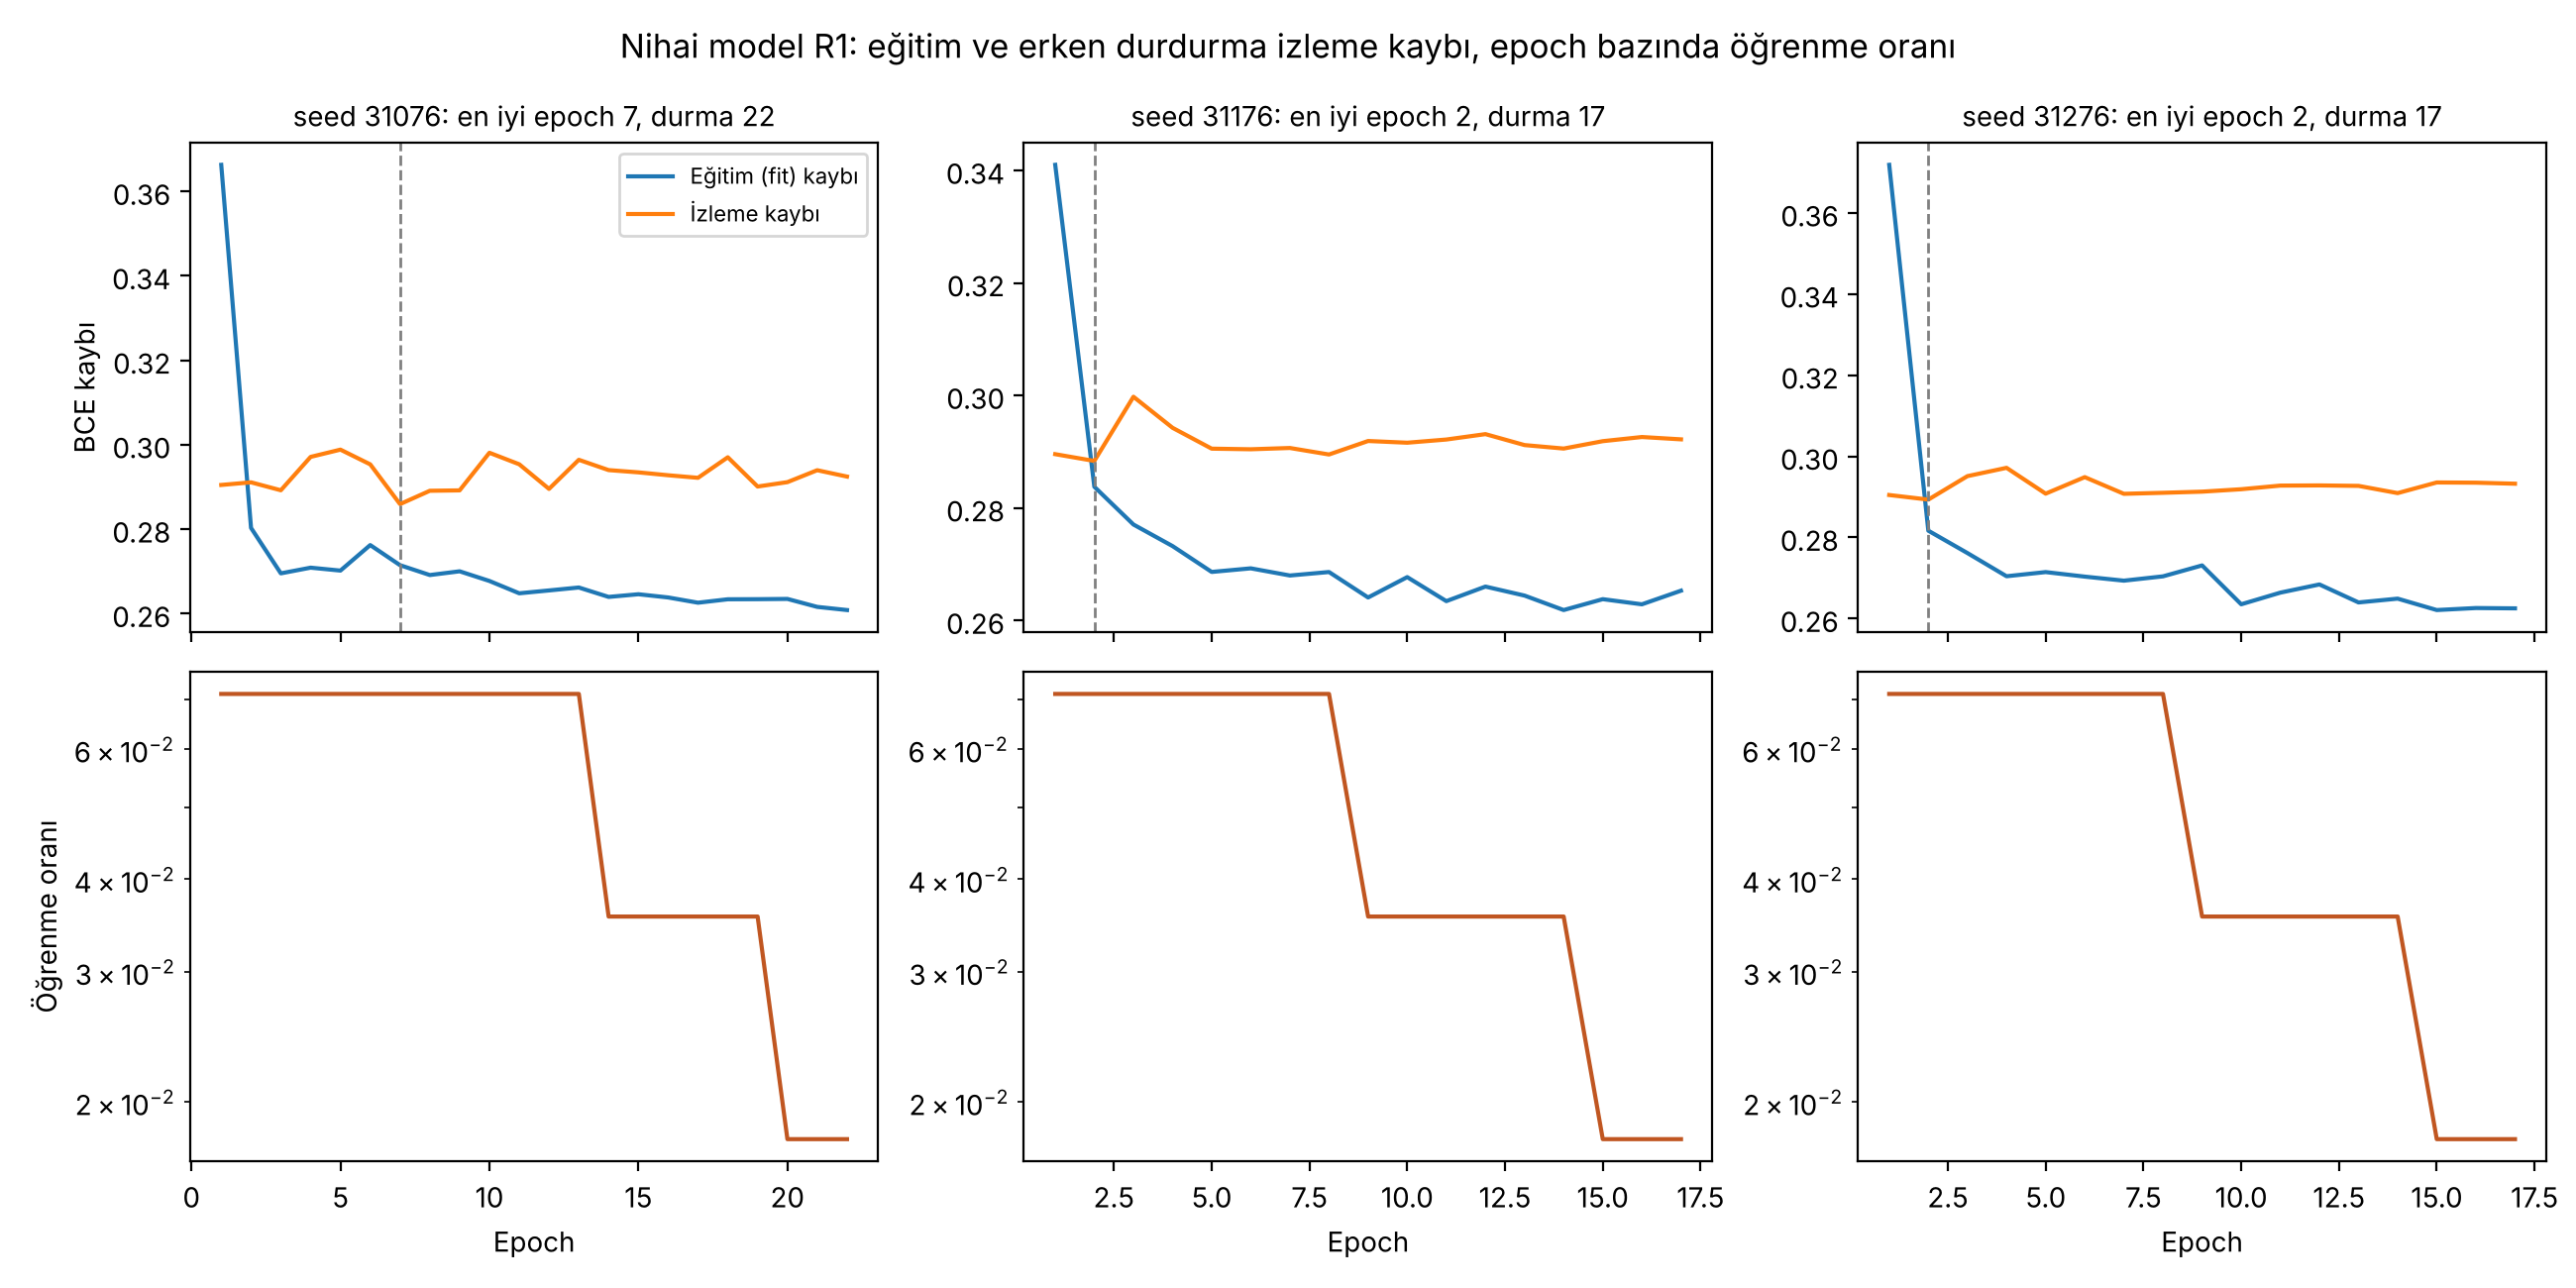 Nihai model R1: eğitim ve erken durdurma izleme kaybı, epoch bazında öğrenme oranı
seed 31076: en iyi epoch 7, durma 22
seed 31176: en iyi epoch 2, durma 17
seed 31276: en iyi epoch 2, durma 17
BCE kaybı
0.36
0.34
0.32
0.30
0.28
0.26
Eğitim (fit) kaybı
İzleme kaybı
0.34
0.32
0.30
0.28
0.26
0.36
0.34
0.32
0.30
0.28
0.26
Öğrenme oranı
6 × 10⁻²
4 × 10⁻²
3 × 10⁻²
2 × 10⁻²
6 × 10⁻²
4 × 10⁻²
3 × 10⁻²
2 × 10⁻²
6 × 10⁻²
4 × 10⁻²
3 × 10⁻²
2 × 10⁻²
0 5 10 15 20
2.5 5.0 7.5 10.0 12.5 15.0 17.5
2.5 5.0 7.5 10.0 12.5 15.0 17.5
Epoch
Epoch
Epoch